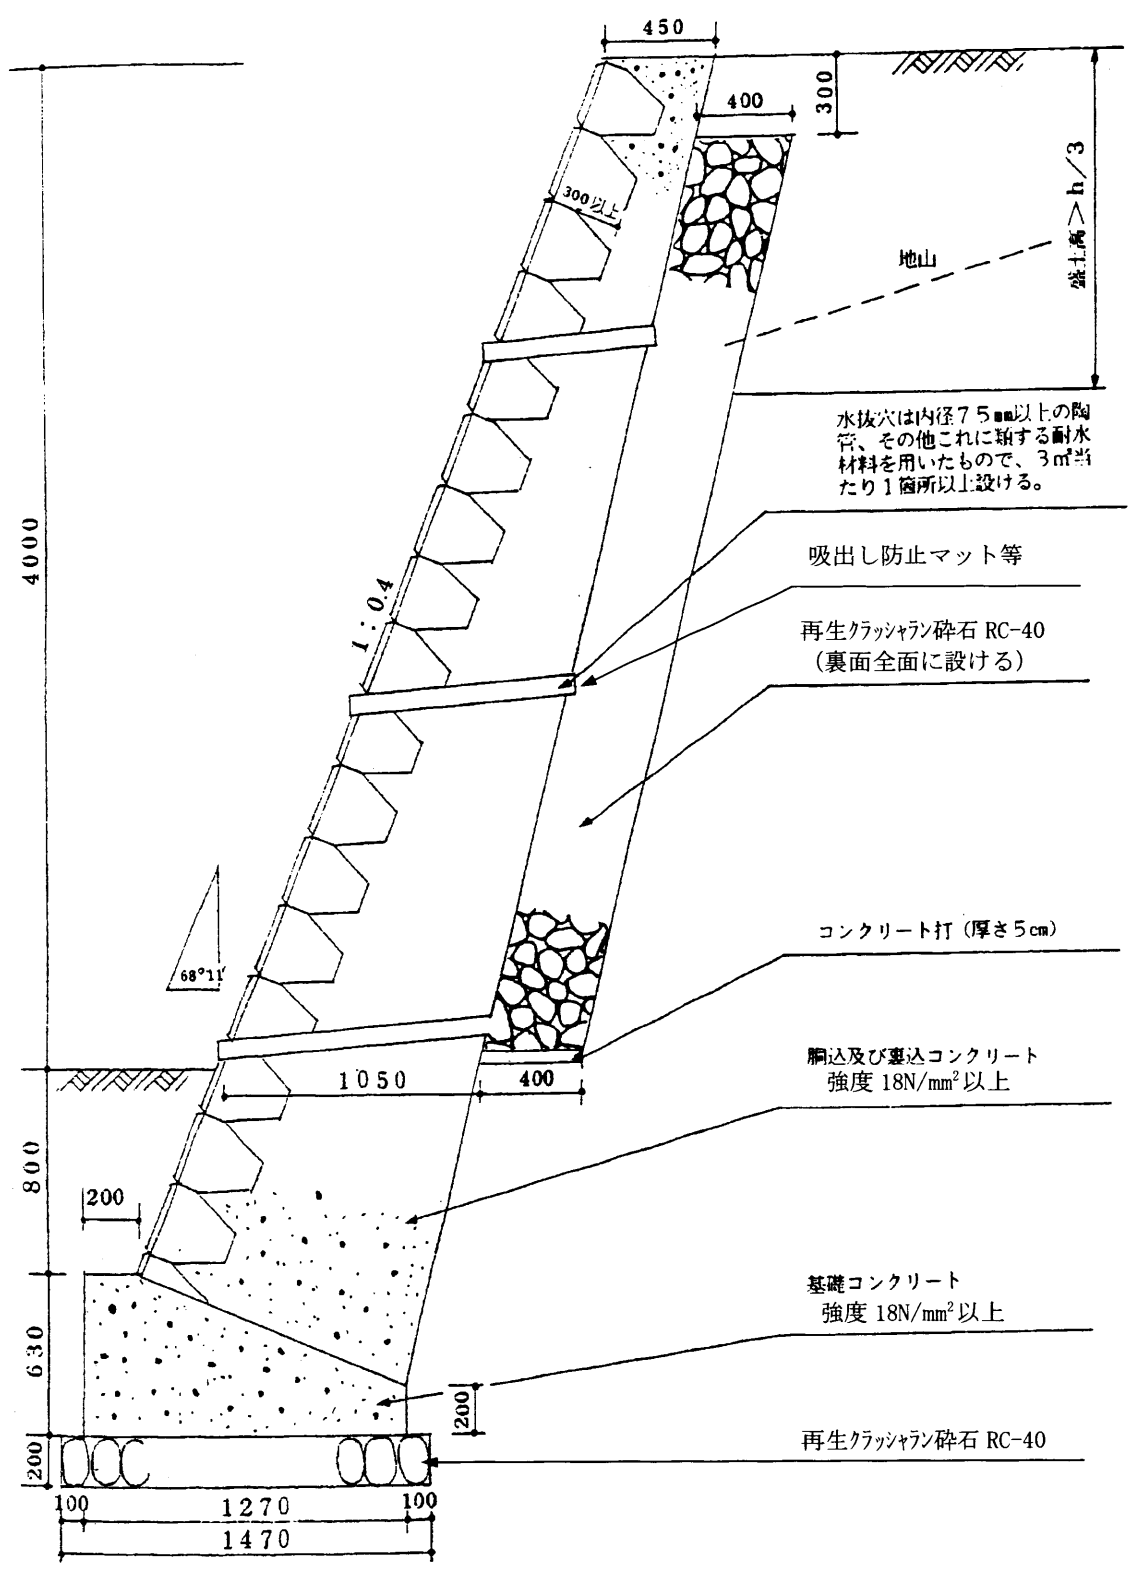 450
300
400
300以上
盛土高>h/3
地山
水抜穴は内径75mm以上の陶
管、その他これに類する耐水
材料を用いたもので、3㎡当
たり1箇所以上設ける。
4000
1:0.4
吸出し防止マット等
再生クラッシャラン砕石 RC-40
(裏面全面に設ける)
68°11′
コンクリート打(厚さ5㎝)
胴込及び裏込コンクリート
強度 18N/mm²以上
1050
400
800
200
基礎コンクリート
強度 18N/mm²以上
630
200
200
再生クラッシャラン砕石 RC-40
100
1270
100
1470